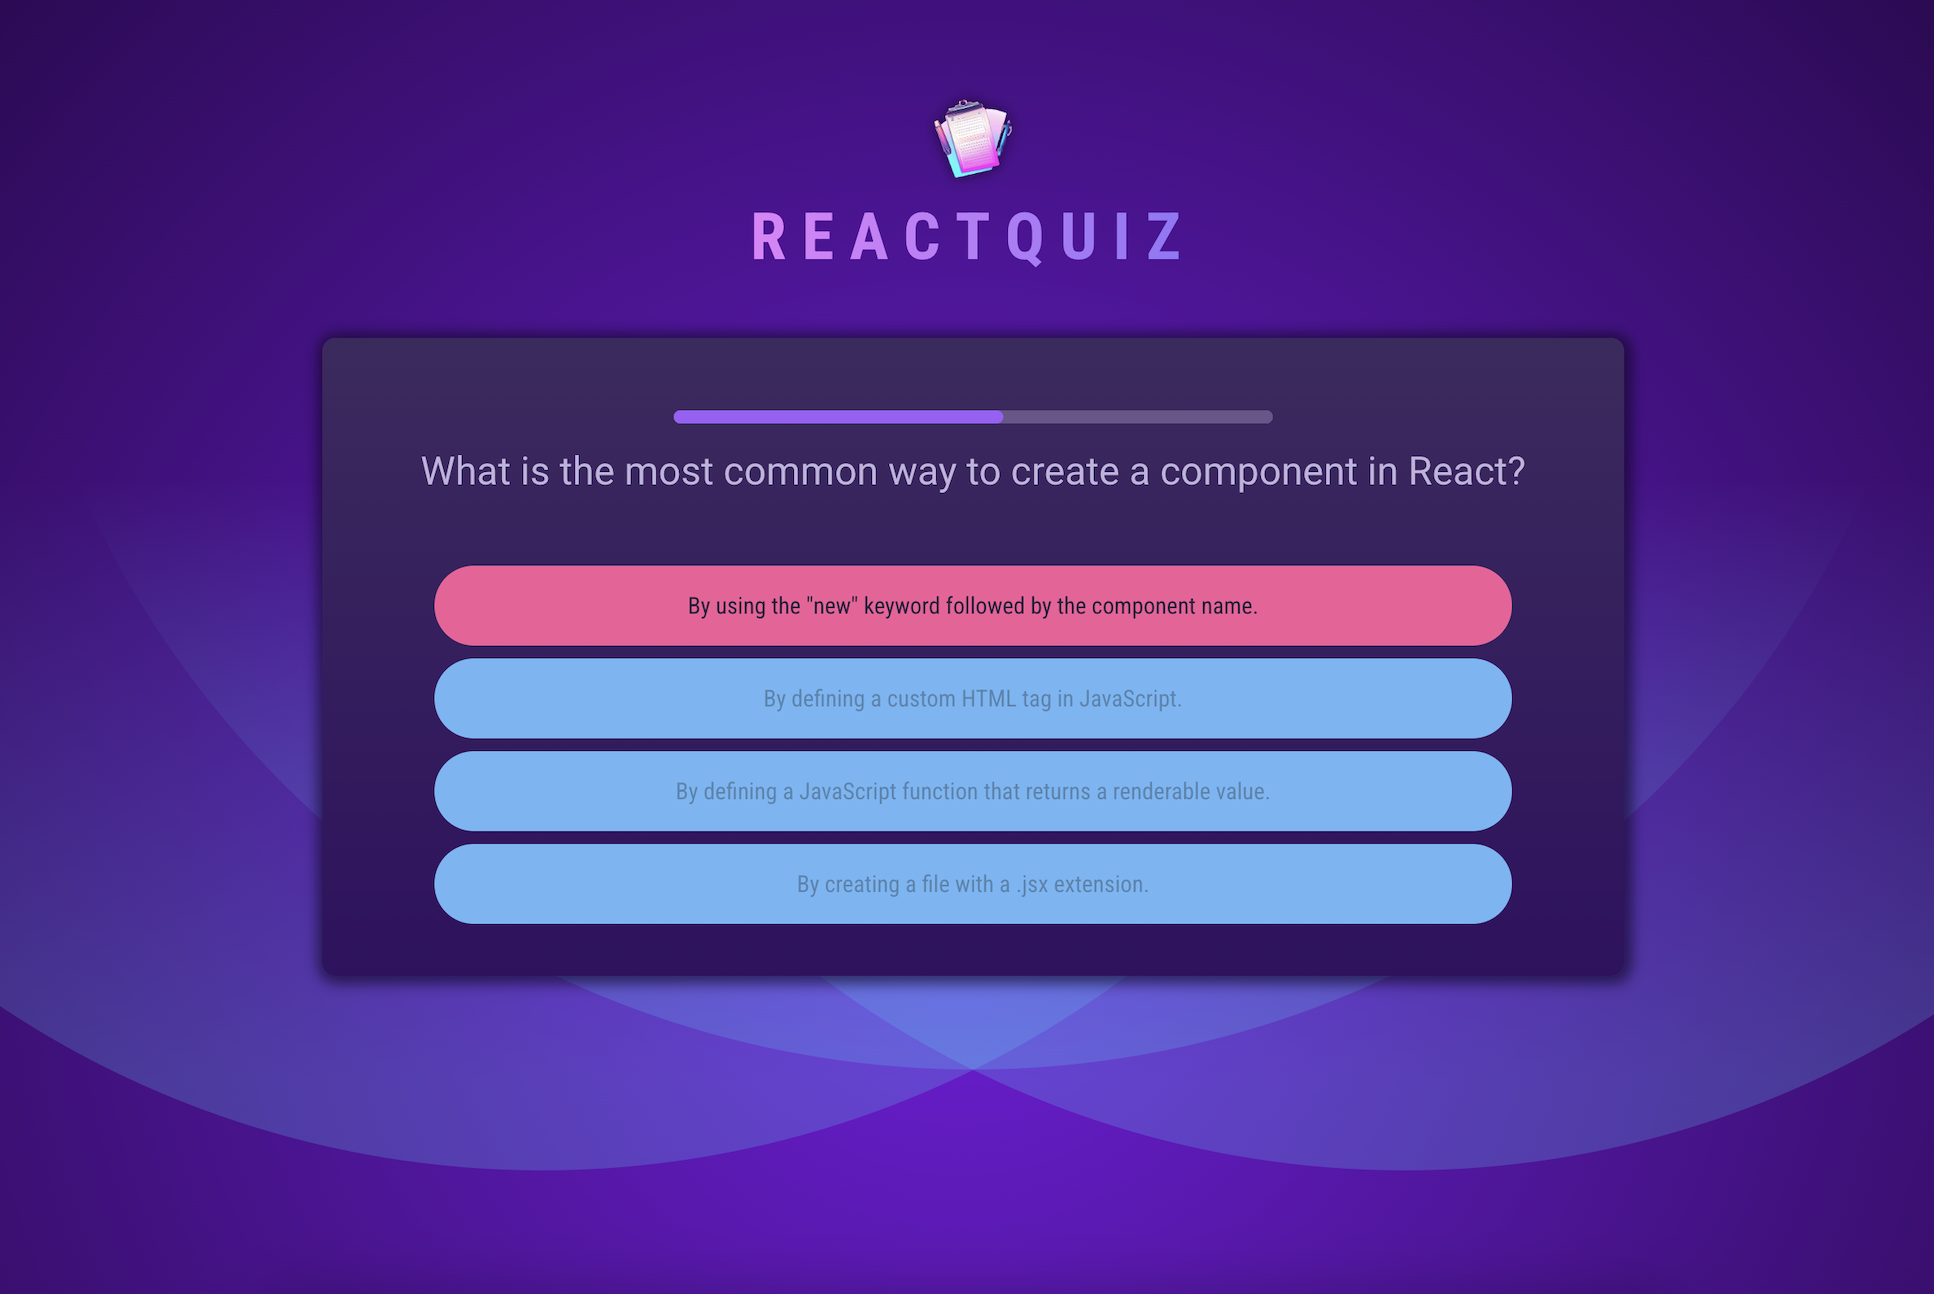 REACTQUIZ
What is the most common way to create a component in React?
By using the "new" keyword followed by the component name.
By defining a custom HTML tag in JavaScript.
By defining a JavaScript function that returns a renderable value.
By creating a file with a .jsx extension.